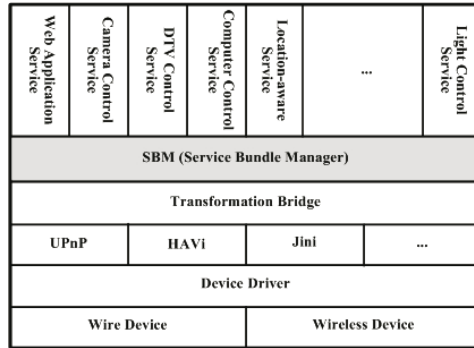 Web Application
Service
Camera Control
Service
DTV Control
Service
Computer Control
Service
Location-aware
Service
...
Light Control
Service
SBM (Service Bundle Manager)
Transformation Bridge
UPnP
HAVi
Jini
...
Device Driver
Wire Device
Wireless Device